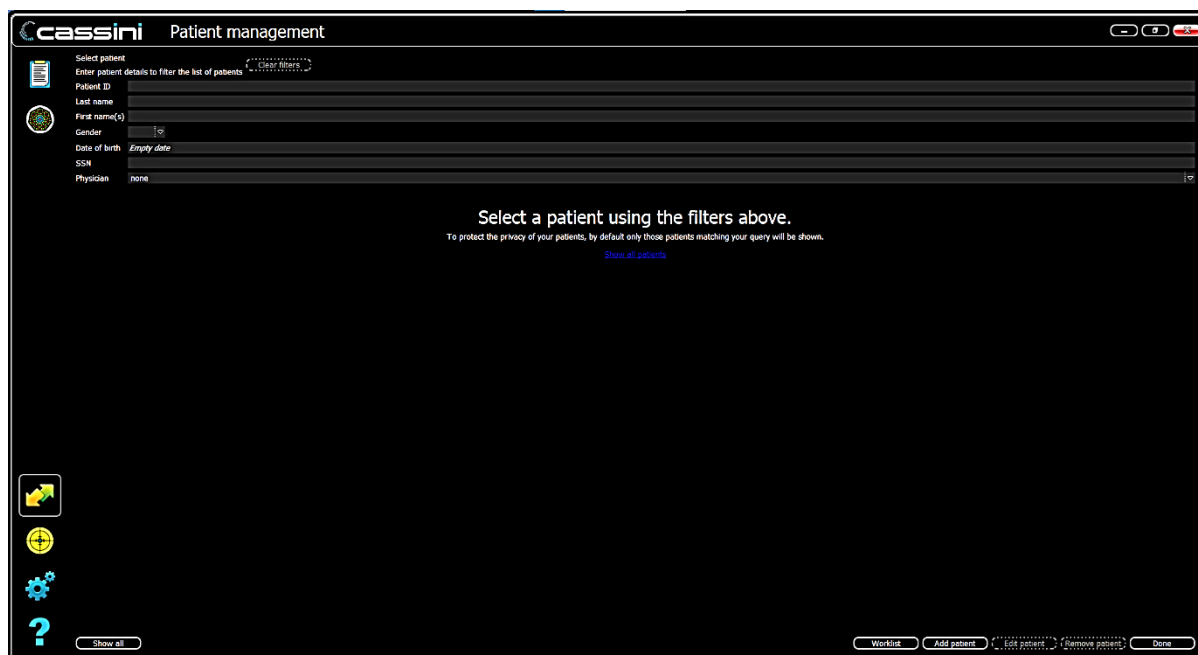 cassini Patient management
Select patient
Enter patient details to filter the list of patients Clear filters
Patient ID
Last name
First name(s)
Gender
Date of birth Empty date
SSN
Physician none
Select a patient using the filters above.
To protect the privacy of your patients, by default only those patients matching your query will be shown.
Show all patients
Show all Worklist Add patient Edit patient Remove patient Done